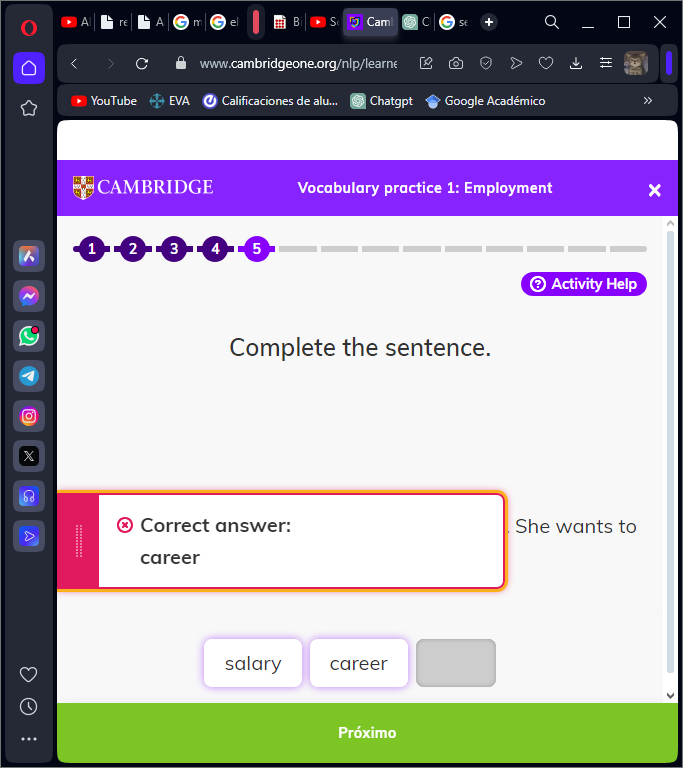 www.cambridgeone.org/nlp/learne
YouTube EVA Calificaciones de alu... Chatgpt Google Académico »
CAMBRIDGE Vocabulary practice 1: Employment
1 2 3 4 5
? Activity Help
Complete the sentence.
Correct answer:
career
. She wants to
salary career
Próximo